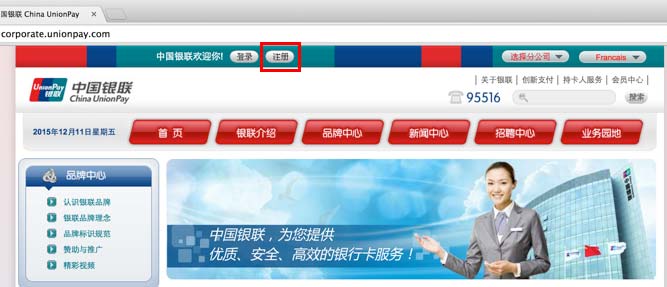 国银联 China UnionPay
corporate.unionpay.com
中国银联欢迎你! 登录 注册 选择分公司 Francais
| 关于银联 | 创新支付 | 持卡人服务 | 会员中心 |
UnionPay 银联 中国银联 China UnionPay
95516 搜索
2015年12月11日星期五 首 页 银联介绍 品牌中心 新闻中心 招聘中心 业务园地
品牌中心
认识银联品牌
银联品牌理念
品牌标识规范
赞助与推广
精彩视频
中国银联,为您提供
优质、安全、高效的银行卡服务!